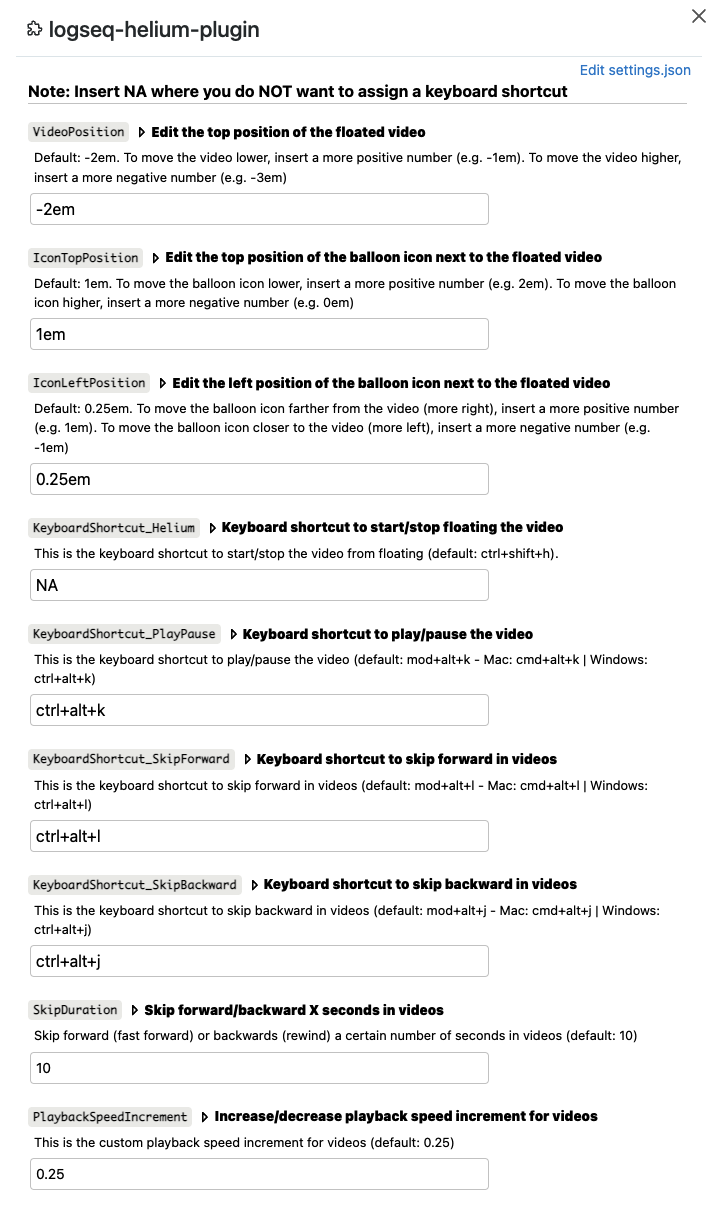 logseq-helium-plugin
Edit settings.json
Note: Insert NA where you do NOT want to assign a keyboard shortcut
VideoPosition Edit the top position of the floated video
Default: -2em. To move the video lower, insert a more positive number (e.g. -1em). To move the video higher,
insert a more negative number (e.g. -3em)
-2em
IconTopPosition Edit the top position of the balloon icon next to the floated video
Default: 1em. To move the balloon icon lower, insert a more positive number (e.g. 2em). To move the balloon
icon higher, insert a more negative number (e.g. 0em)
1em
IconLeftPosition Edit the left position of the balloon icon next to the floated video
Default: 0.25em. To move the balloon icon farther from the video (more right), insert a more positive number
(e.g. 1em). To move the balloon icon closer to the video (more left), insert a more negative number (e.g.
-1em)
0.25em
KeyboardShortcut_Helium Keyboard shortcut to start/stop floating the video
This is the keyboard shortcut to start/stop the video from floating (default: ctrl+shift+h).
NA
KeyboardShortcut_PlayPause Keyboard shortcut to play/pause the video
This is the keyboard shortcut to play/pause the video (default: mod+alt+k - Mac: cmd+alt+k | Windows:
ctrl+alt+k)
ctrl+alt+k
KeyboardShortcut_SkipForward Keyboard shortcut to skip forward in videos
This is the keyboard shortcut to skip forward in videos (default: mod+alt+l - Mac: cmd+alt+l | Windows:
ctrl+alt+l)
ctrl+alt+l
KeyboardShortcut_SkipBackward Keyboard shortcut to skip backward in videos
This is the keyboard shortcut to skip backward in videos (default: mod+alt+j - Mac: cmd+alt+j | Windows:
ctrl+alt+j)
ctrl+alt+j
SkipDuration Skip forward/backward X seconds in videos
Skip forward (fast forward) or backwards (rewind) a certain number of seconds in videos (default: 10)
10
PlaybackSpeedIncrement Increase/decrease playback speed increment for videos
This is the custom playback speed increment for videos (default: 0.25)
0.25